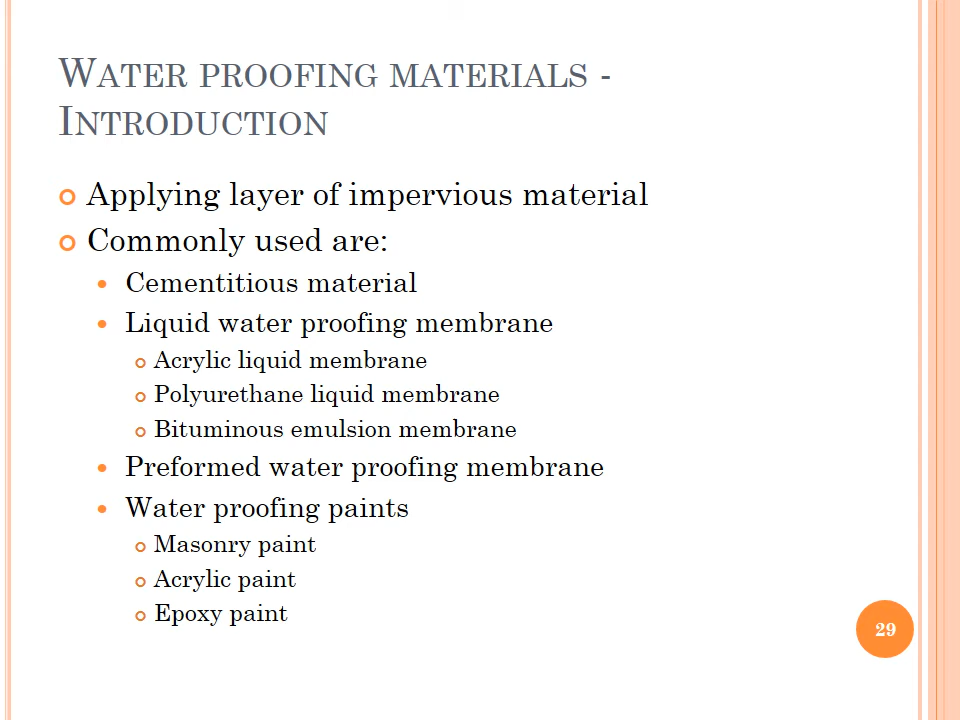 Water proofing materials -
Introduction
Applying layer of impervious material
Commonly used are:
Cementitious material
Liquid water proofing membrane
Acrylic liquid membrane
Polyurethane liquid membrane
Bituminous emulsion membrane
Preformed water proofing membrane
Water proofing paints
Masonry paint
Acrylic paint
Epoxy paint
29